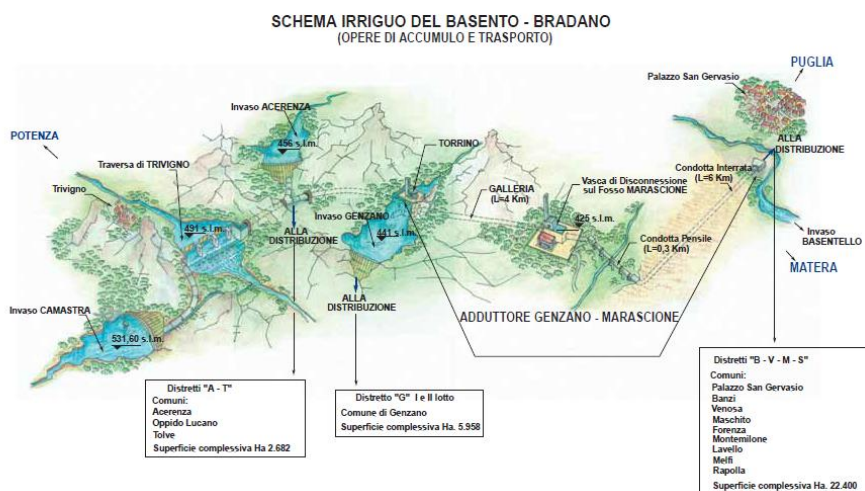 SCHEMA IRRIGUO DEL BASENTO - BRADANO
(OPERE DI ACCUMULO E TRASPORTO)
PUGLIA
Palazzo San Gervasio
Invaso ACERENZA
POTENZA
456 s.l.m.
TORRINO
ALLA
DISTRIBUZIONE
Traversa di TRIVIGNO
Condotta Interrata
(L=6 Km)
Trivigno
GALLERIA
(L=4 Km)
Vasca di Disconnessione
sul Fosso MARASCIONE
491 s.l.m.
Invaso GENZANO
425 s.l.m.
ALLA
DISTRIBUZIONE
441 s.l.m.
Invaso
BASENTELLO
Condotta Pensile
(L=0,3 Km)
MATERA
ALLA
DISTRIBUZIONE
Invaso CAMASTRA
ADDUTTORE GENZANO - MARASCIONE
531,60 s.l.m.
Distretti "A - T"
Comuni:
Acerenza
Oppido Lucano
Tolve
Superficie complessiva Ha 2.682
Distretto "G" I e II lotto
Comune di Genzano
Superficie complessiva Ha. 5.958
Distretti "B - V - M - S"
Comuni:
Palazzo San Gervasio
Banzi
Venosa
Maschito
Forenza
Montemilone
Lavello
Melfi
Rapolla
Superficie complessiva Ha. 22.400